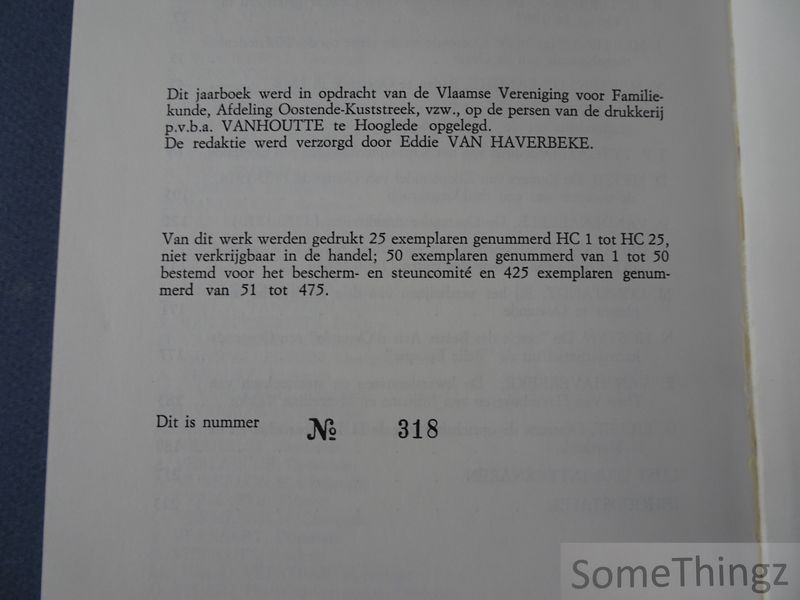 Dit jaarboek werd in opdracht van de Vlaamse Vereniging voor Familie-
kunde, Afdeling Oostende-Kuststreek, vzw., op de persen van de drukkerij
p.v.b.a. VANHOUTTE te Hooglede opgelegd.
De redaktie werd verzorgd door Eddie VAN HAVERBEKE.
Van dit werk werden gedrukt 25 exemplaren genummerd HC 1 tot HC 25,
niet verkrijgbaar in de handel; 50 exemplaren genummerd van 1 to 50
bestemd voor het bescherm- en steuncomité en 425 exemplaren genum-
merd van 51 tot 475.
Dit is nummer № 318
SomeThingz